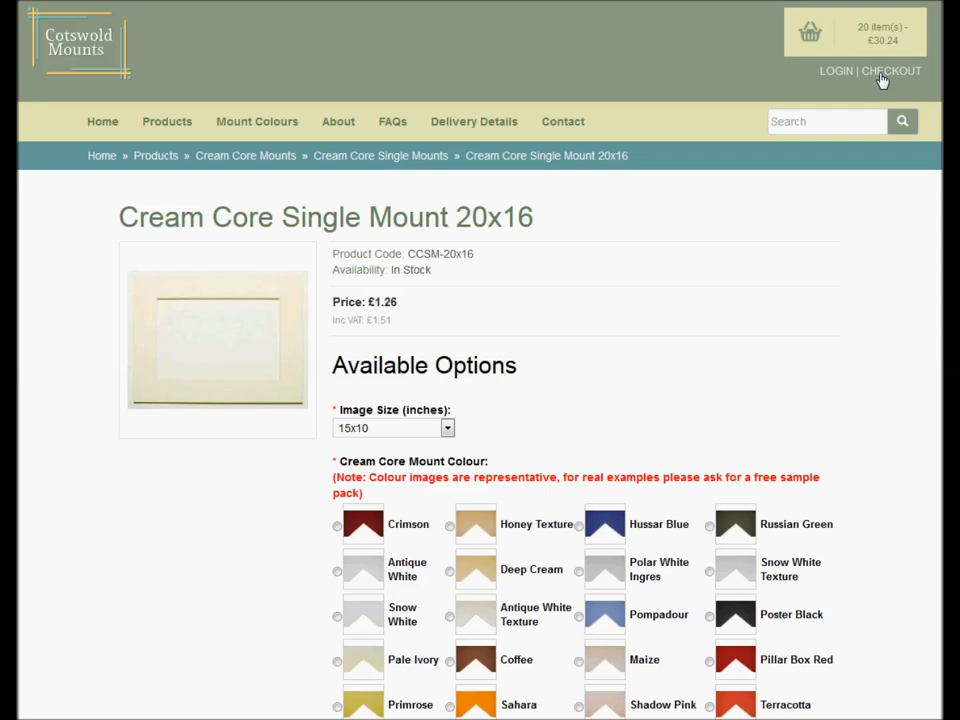 Cotswold
Mounts
20 item(s) -
£30.24
LOGIN | CHECKOUT
Home Products Mount Colours About FAQs Delivery Details Contact Search
Home » Products » Cream Core Mounts » Cream Core Single Mounts » Cream Core Single Mount 20x16
Cream Core Single Mount 20x16
Product Code: CCSM-20x16
Availability: In Stock
Price: £1.26
Inc VAT: £1.51
Available Options
* Image Size (inches):
15x10
* Cream Core Mount Colour:
(Note: Colour images are representative, for real examples please ask for a free sample
pack)
Crimson Honey Texture Hussar Blue Russian Green
Antique
White
Deep Cream
Polar White
Ingres
Snow White
Texture
Snow
White
Antique White
Texture
Pompadour
Poster Black
Pale Ivory Coffee Maize Pillar Box Red
Primrose Sahara Shadow Pink Terracotta